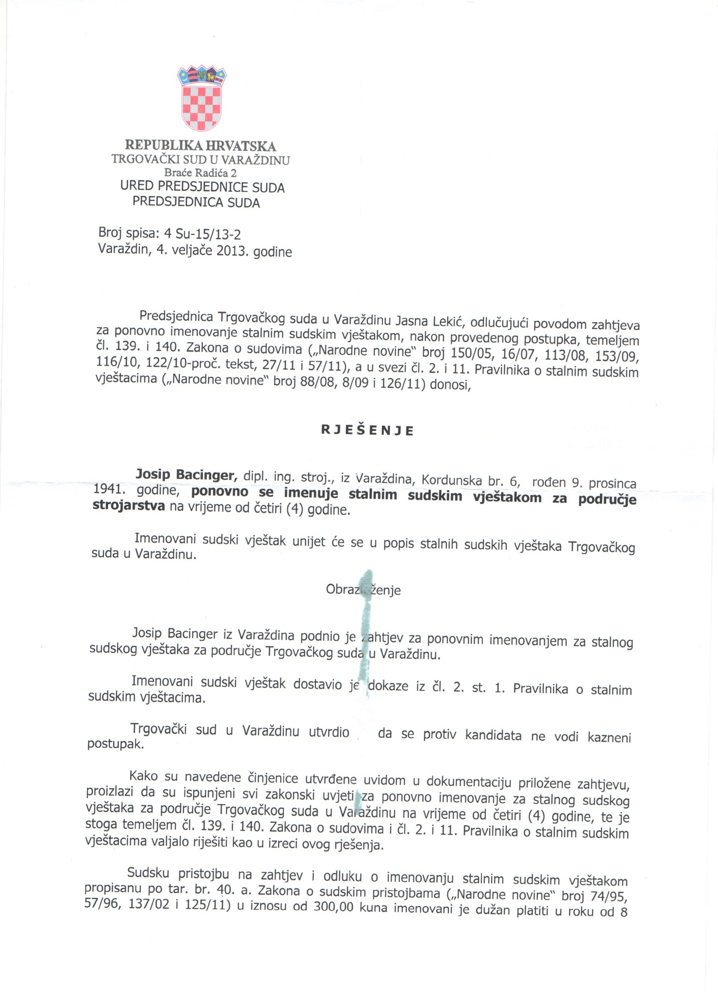 REPUBLIKA HRVATSKA
TRGOVAČKI SUD U VARAŽDINU
Braće Radića 2
URED PREDSJEDNICE SUDA
PREDSJEDNICA SUDA
Broj spisa: 4 Su-15/13-2
Varaždin, 4. veljače 2013. godine
Predsjednica Trgovačkog suda u Varaždinu Jasna Lekić, odlučujući povodom zahtjeva
za ponovno imenovanje stalnim sudskim vještakom, nakon provedenog postupka, temeljem
čl. 139. i 140. Zakona o sudovima („Narodne novine“ broj 150/05, 16/07, 113/08, 153/09,
116/10, 122/10-proč. tekst, 27/11 i 57/11), a u svezi čl. 2. i 11. Pravilnika o stalnim sudskim
vještacima („Narodne novine“ broj 88/08, 8/09 i 126/11) donosi,
R J E Š E N J E
Josip Bacinger, dipl. ing. stroj., iz Varaždina, Kordunska br. 6, rođen 9. prosinca
1941. godine, ponovno se imenuje stalnim sudskim vještakom za područje
strojarstva na vrijeme od četiri (4) godine.
Imenovani sudski vještak unijet će se u popis stalnih sudskih vještaka Trgovačkog
suda u Varaždinu.
Obrazloženje
Josip Bacinger iz Varaždina podnio je zahtjev za ponovnim imenovanjem za stalnog
sudskog vještaka za područje Trgovačkog suda u Varaždinu.
Imenovani sudski vještak dostavio je dokaze iz čl. 2. st. 1. Pravilnika o stalnim
sudskim vještacima.
Trgovački sud u Varaždinu utvrdio da se protiv kandidata ne vodi kazneni
postupak.
Kako su navedene činjenice utvrđene uvidom u dokumentaciju priložene zahtjevu,
proizlazi da su ispunjeni svi zakonski uvjeti za ponovno imenovanje za stalnog sudskog
vještaka za područje Trgovačkog suda u Varaždinu na vrijeme od četiri (4) godine, te je
stoga temeljem čl. 139. i 140. Zakona o sudovima i čl. 2. i 11. Pravilnika o stalnim sudskim
vještacima valjalo riješiti kao u izreci ovog rješenja.
Sudsku pristojbu na zahtjev i odluku o imenovanju stalnim sudskim vještakom
propisanu po tar. br. 40. a. Zakona o sudskim pristojbama („Narodne novine“ broj 74/95,
57/96, 137/02 i 125/11) u iznosu od 300,00 kuna imenovani je dužan platiti u roku od 8